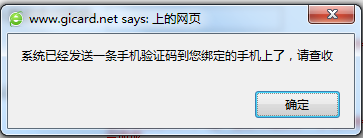 www.gicard.net says: 上的网页
系统已经发送一条手机验证码到您绑定的手机上了，请查收
确定